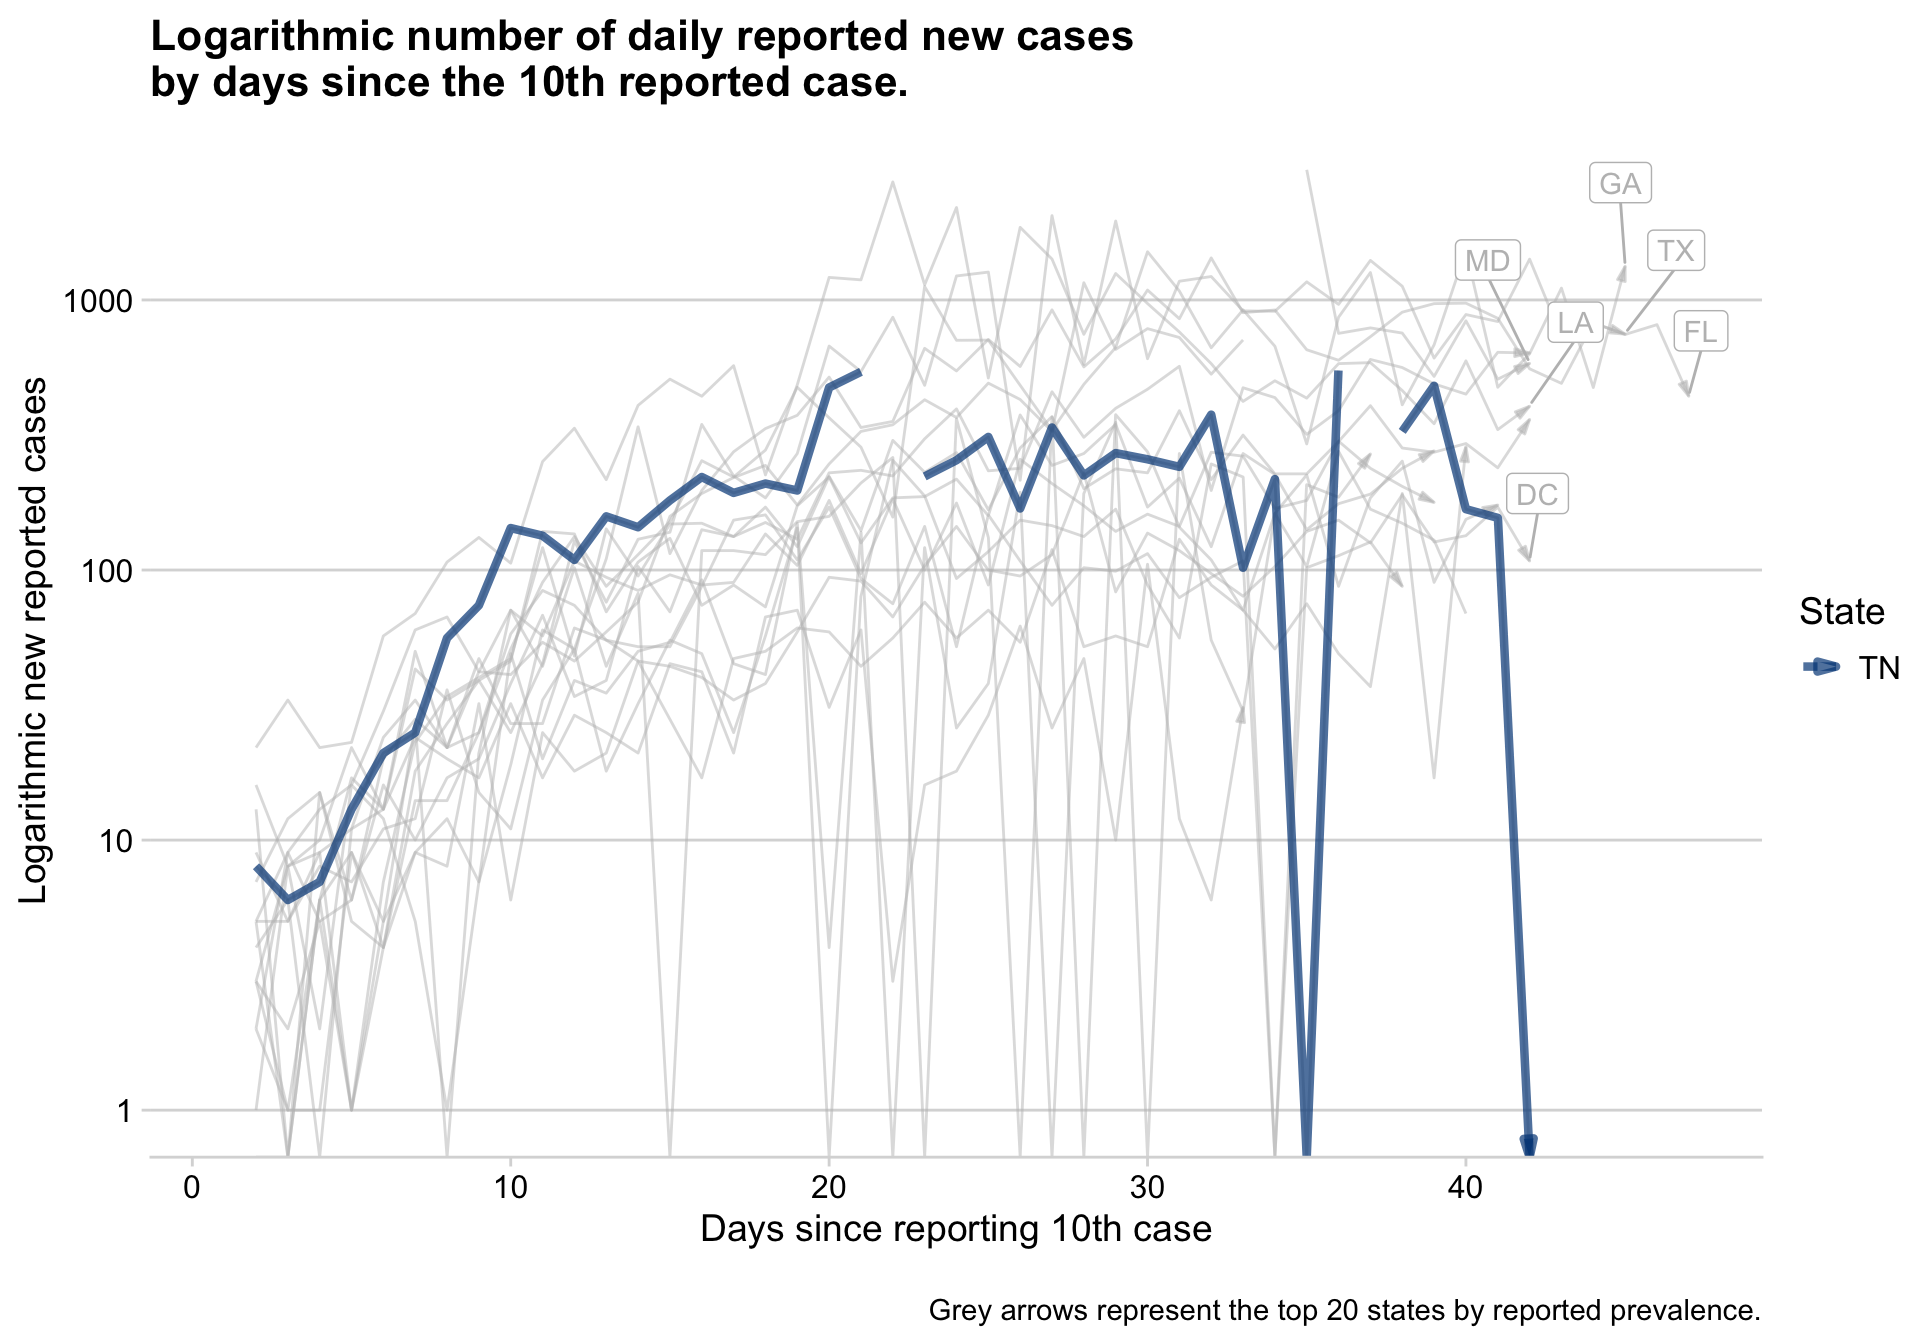 Logarithmic number of daily reported new cases
by days since the 10th reported case.
GA
TX
MD
LA
FL
DC
1000
100
10
1
Logarithmic new reported cases
0 10 20 30 40
Days since reporting 10th case
State
TN
Grey arrows represent the top 20 states by reported prevalence.